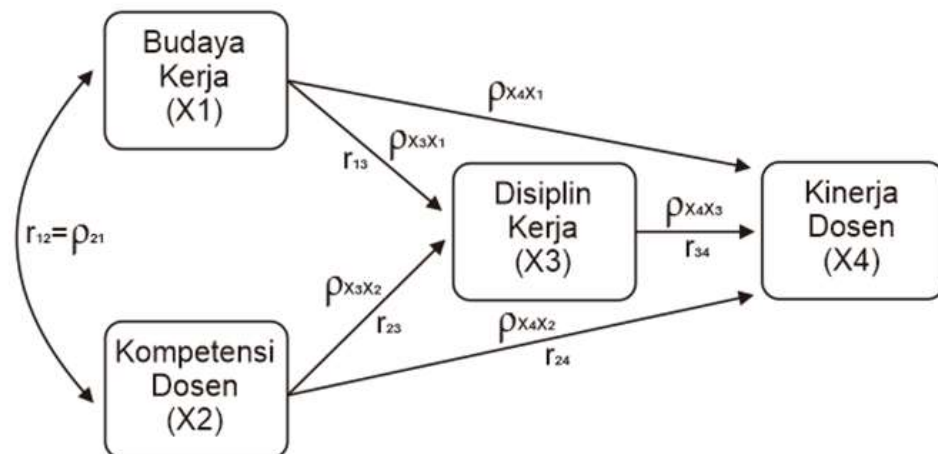 Budaya
Kerja
(X1)
ρX4X1
ρX3X1
r13
Disiplin
Kerja
(X3)
ρX4X3
r34
Kinerja
Dosen
(X4)
r12=ρ21
ρX3X2
r23
ρX4X2
r24
Kompetensi
Dosen
(X2)